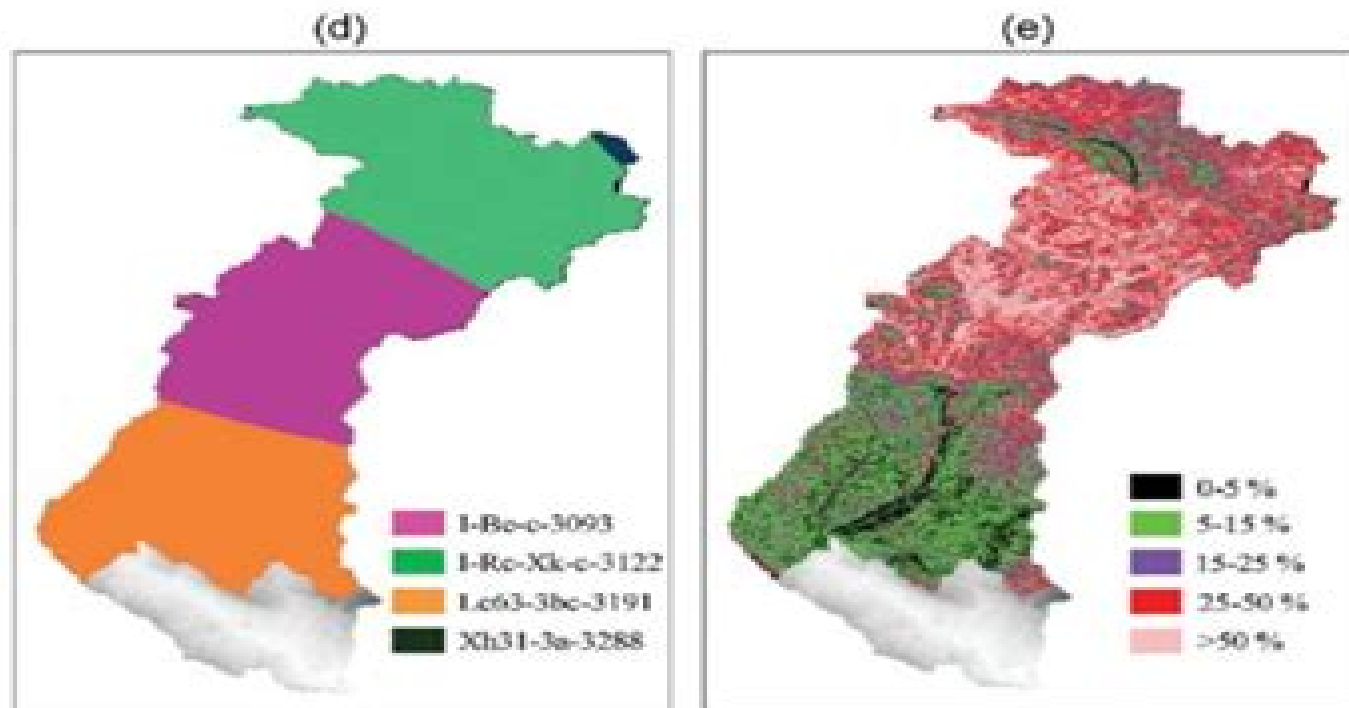 (d)
(e)
I-Bc-c-3093
I-Rc-Xk-c-3122
Lc63-3bc-3191
Xh31-3a-3288
0-5 %
5-15 %
15-25 %
25-50 %
>50 %